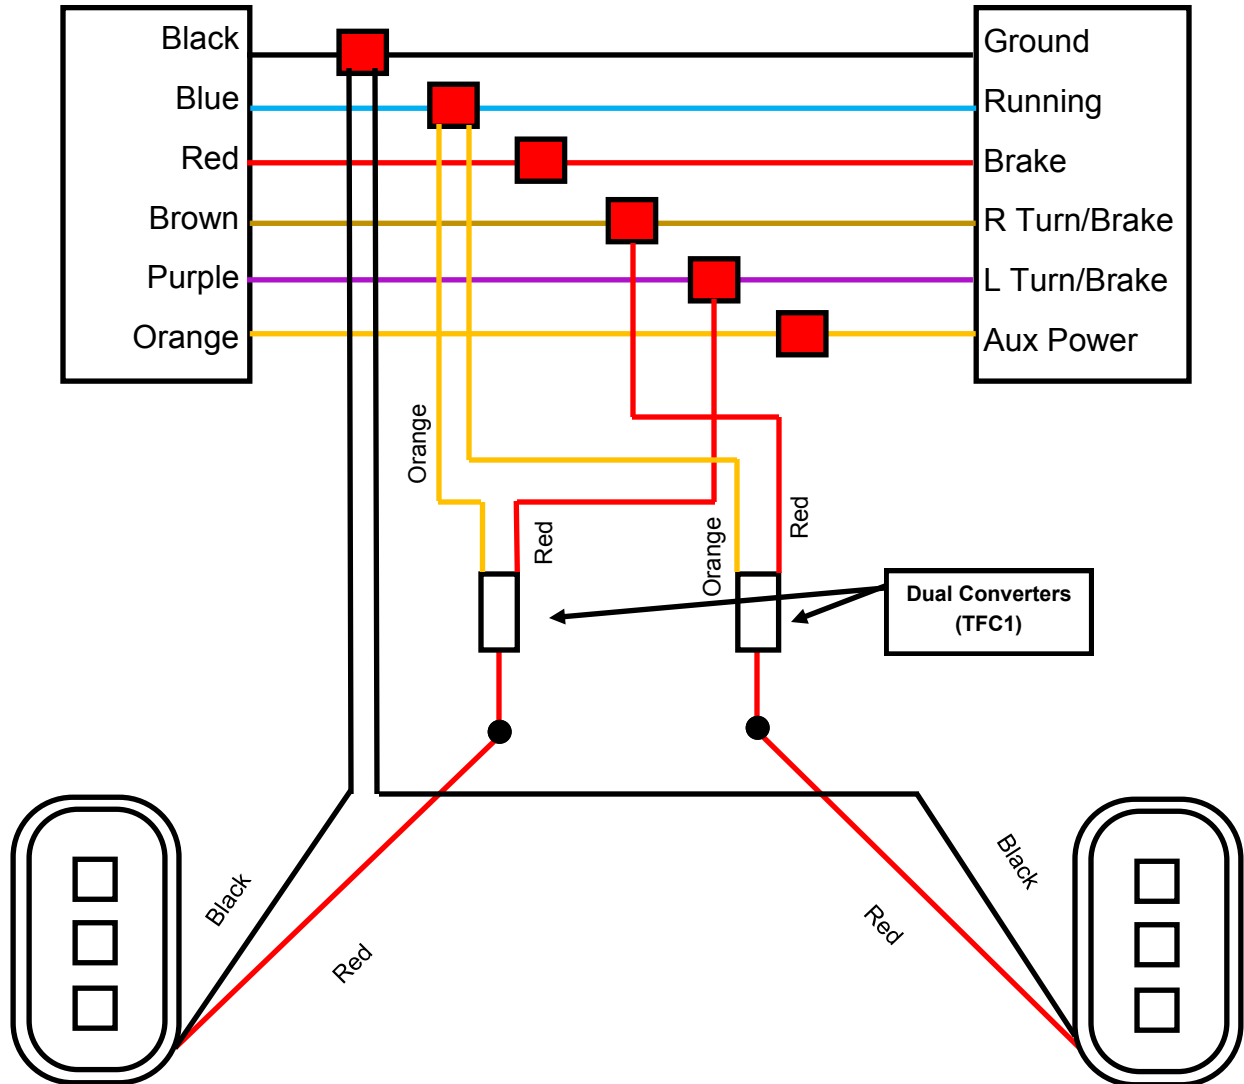 Black
Blue
Red
Brown
Purple
Orange
Ground
Running
Brake
R Turn/Brake
L Turn/Brake
Aux Power
Orange
Red
Orange
Red
Dual Converters
(TFC1)
Black
Red
Black
Red